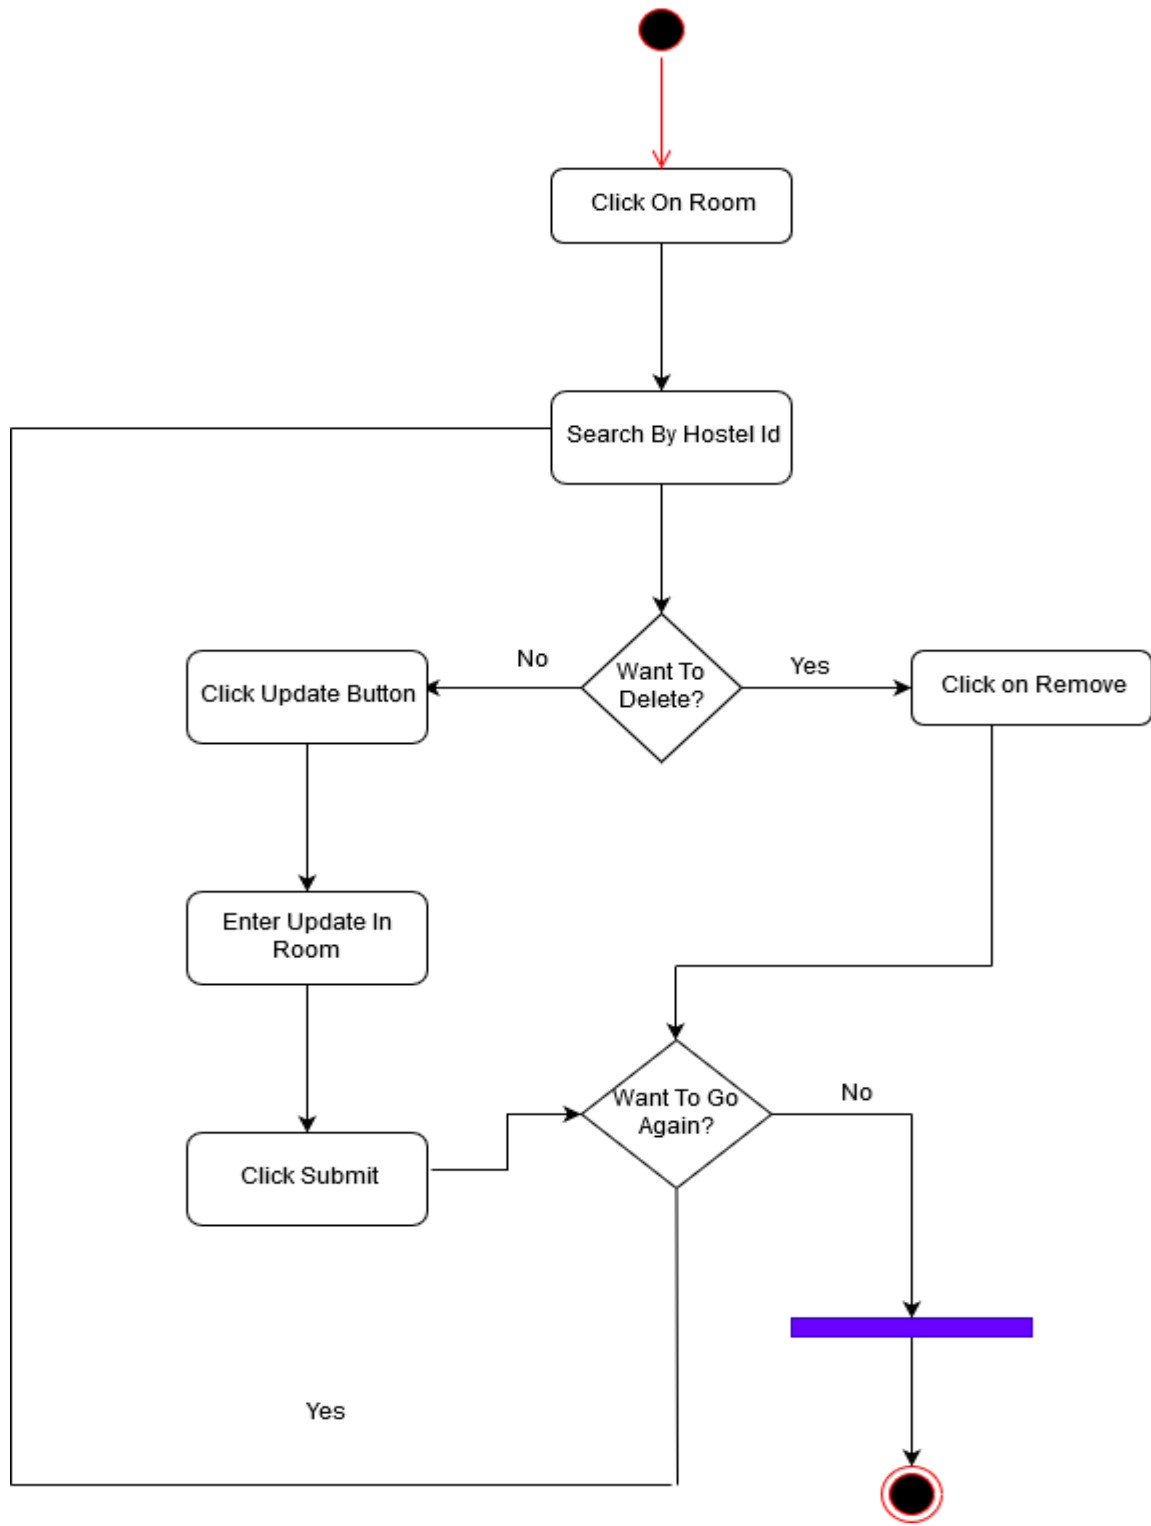 Click On Room
Search By Hostel Id
No
Want To
Delete?
Yes
Click Update Button
Click on Remove
Enter Update In
Room
Want To Go
Again?
No
Click Submit
Yes